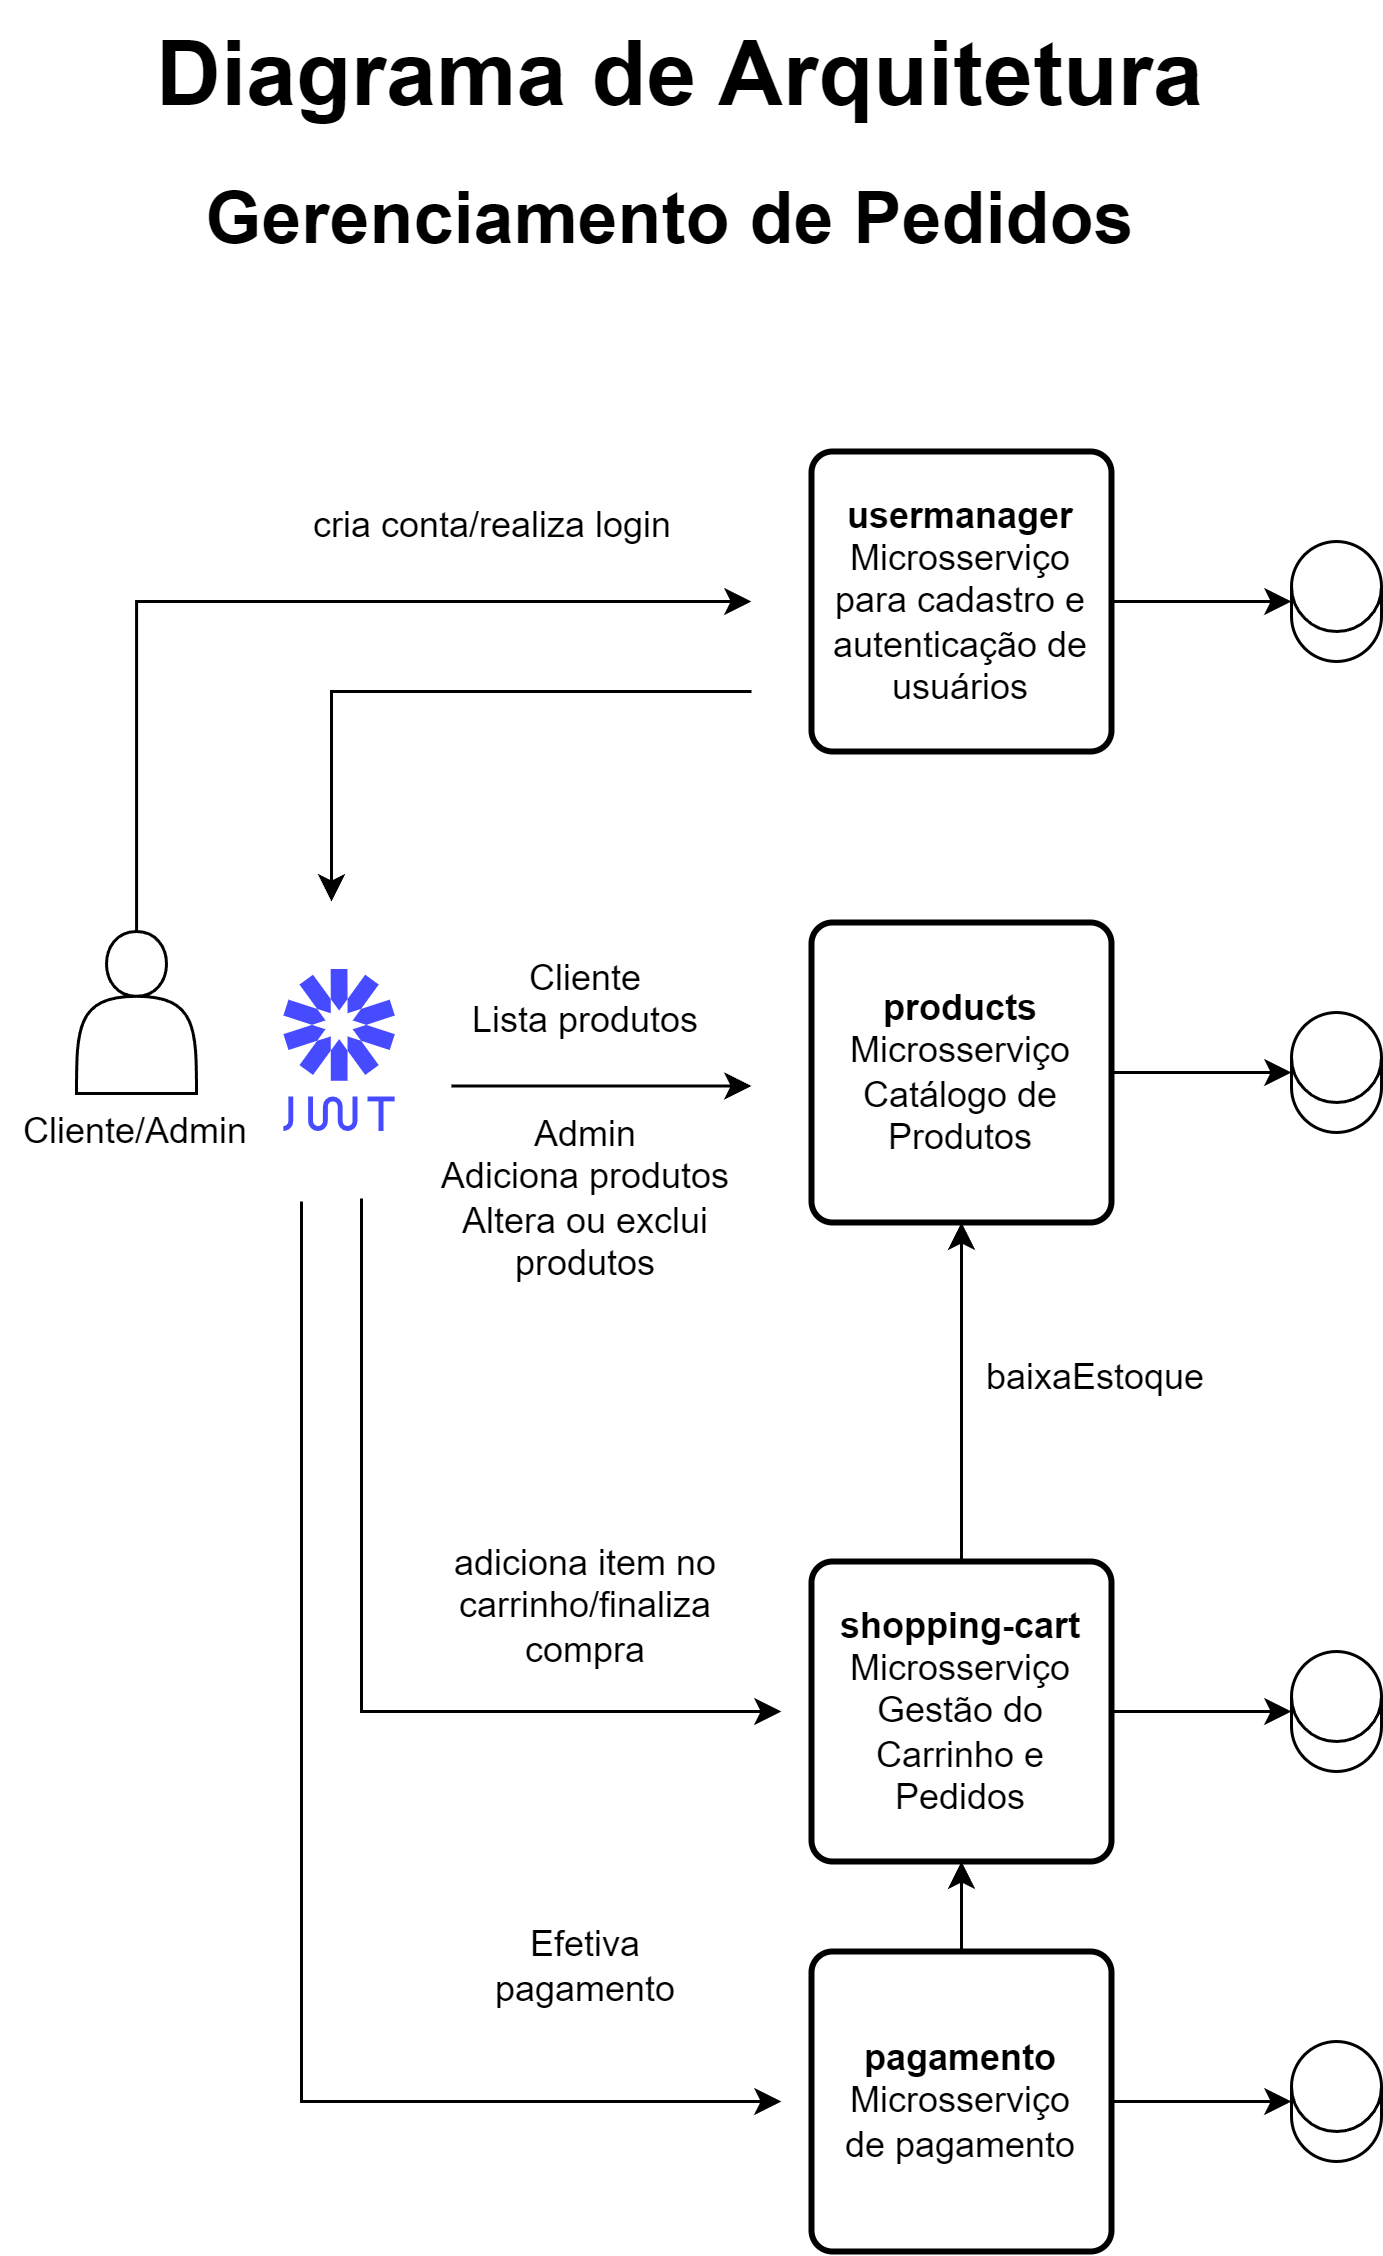 Diagrama de Arquitetura
Gerenciamento de Pedidos
cria conta/realiza login
usermanager
Microsserviço
para cadastro e
autenticação de
usuários
Cliente/Admin
JWT
Cliente
Lista produtos
Admin
Adiciona produtos
Altera ou exclui
produtos
products
Microsserviço
Catálogo de
Produtos
baixaEstoque
adiciona item no
carrinho/finaliza
compra
shopping-cart
Microsserviço
Gestão do
Carrinho e
Pedidos
Efetiva
pagamento
pagamento
Microsserviço
de pagamento